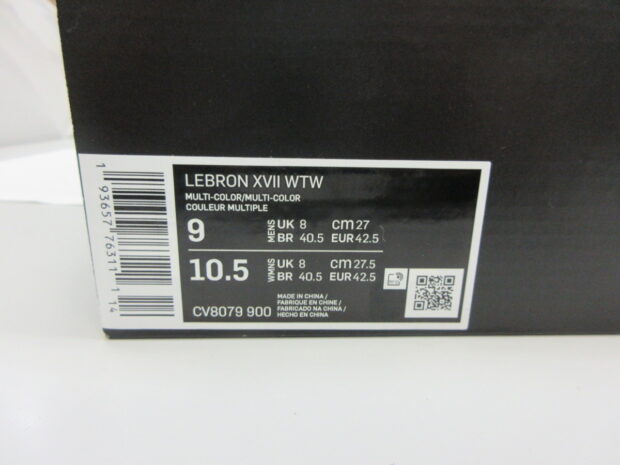 LEBRON XVII WTW
MULTI-COLOR/MULTI-COLOR
COULEUR MULTIPLE
9 MENS UK 8 cm 27
BR 40.5 EUR 42.5
10.5 WMNS UK 8 cm 27.5
BR 40.5 EUR 42.5
CV8079 900
MADE IN CHINA /
FABRIQUE EN CHINE /
FABRICADO NA CHINA /
HECHO EN CHINA
1 93657 76311 1 14